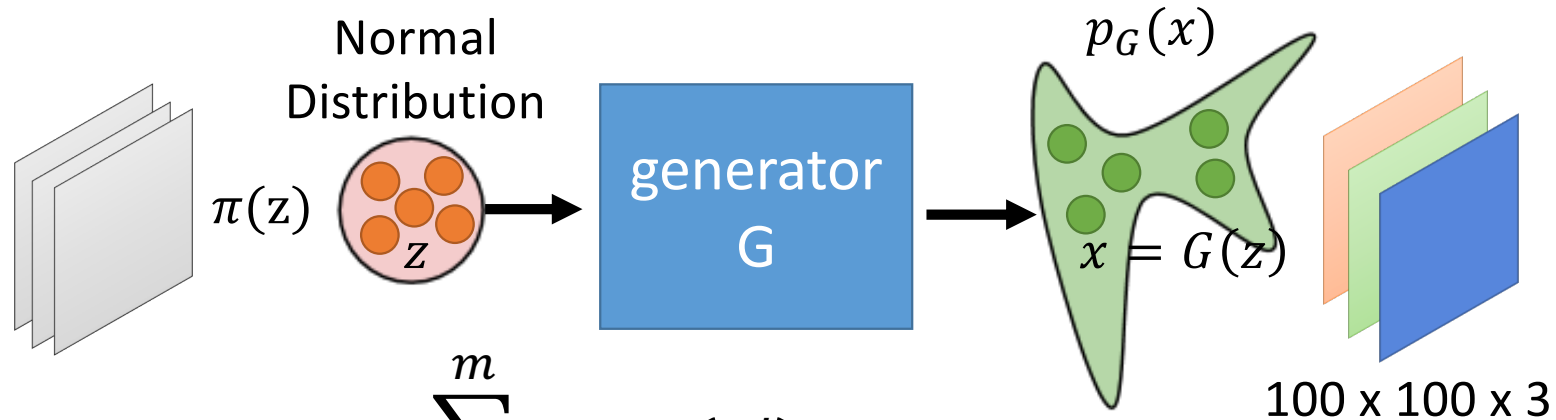 Normal
Distribution
π(z)
z
generator
G
p_G(x)
x = G(z)
100 x 100 x 3
m
∑